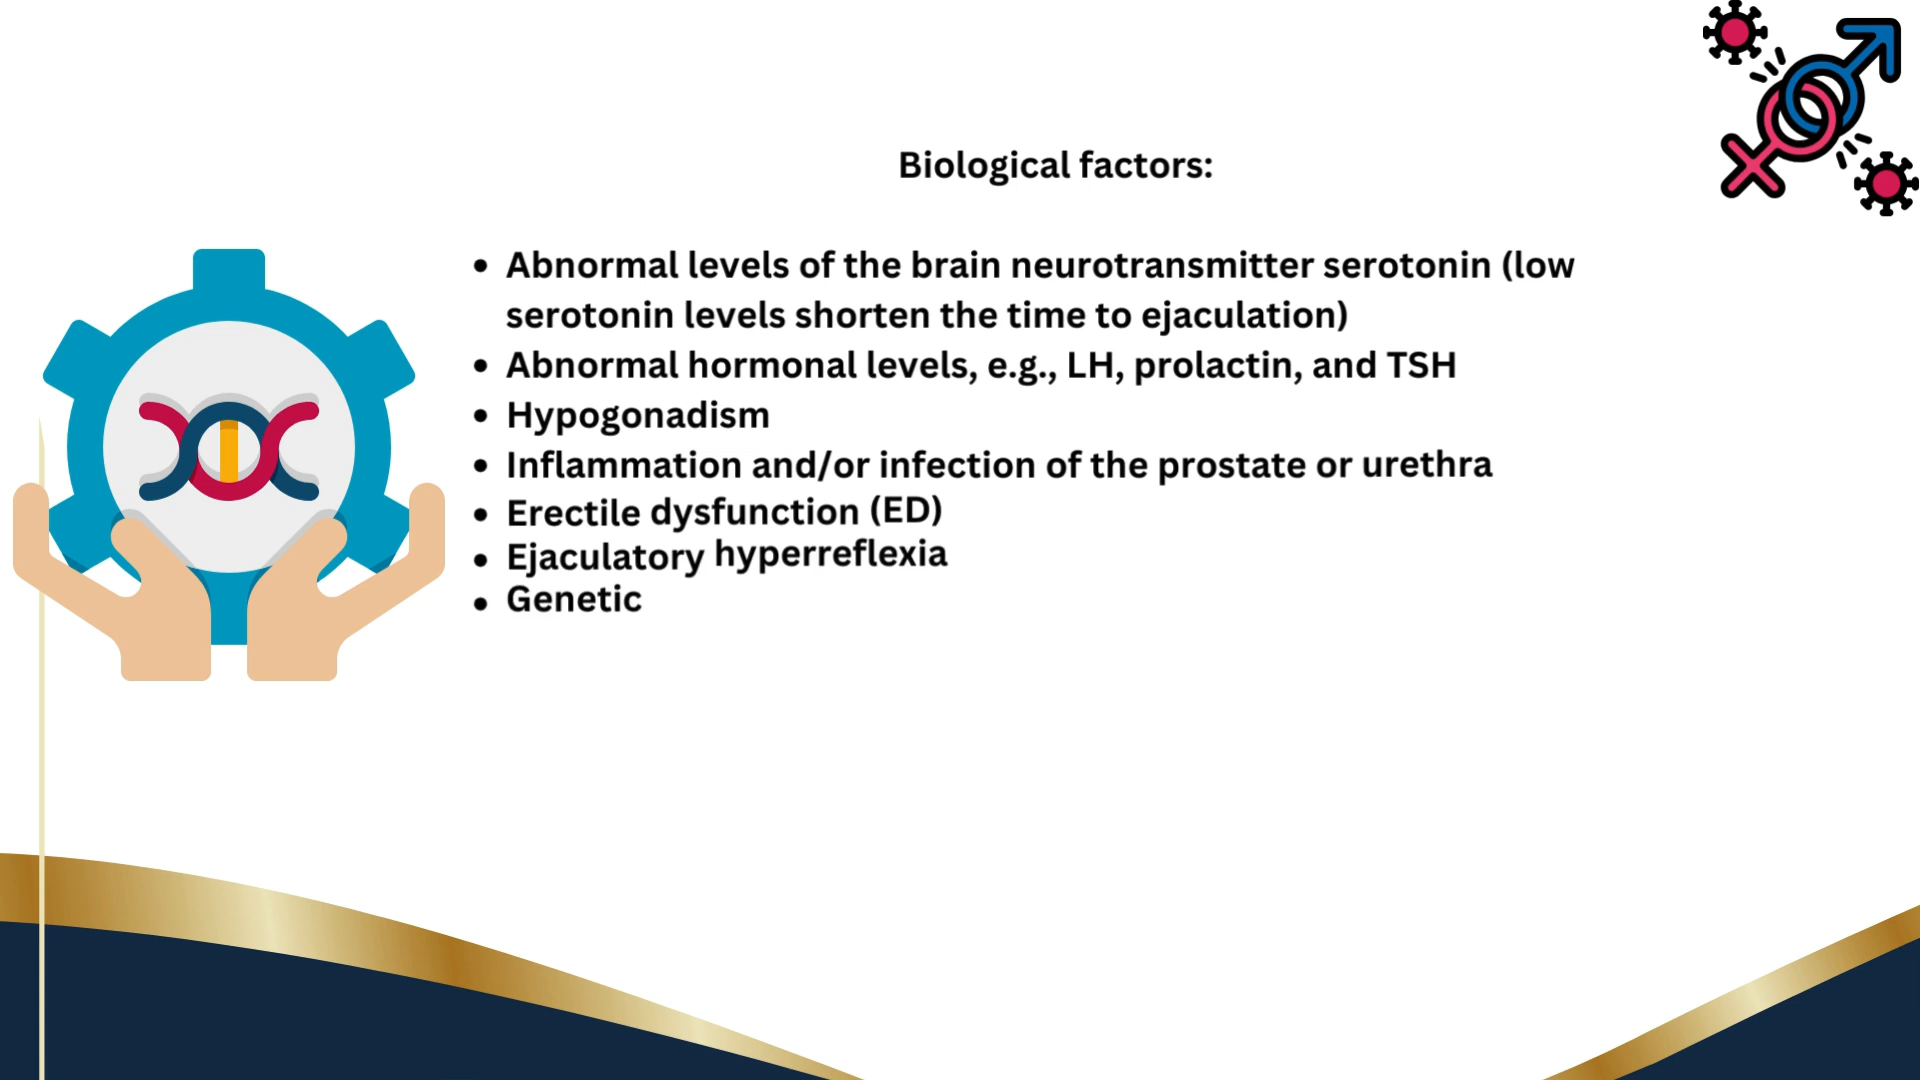 Biological factors:
• Abnormal levels of the brain neurotransmitter serotonin (low
serotonin levels shorten the time to ejaculation)
• Abnormal hormonal levels, e.g., LH, prolactin, and TSH
• Hypogonadism
• Inflammation and/or infection of the prostate or urethra
• Erectile dysfunction (ED)
• Ejaculatory hyperreflexia
• Genetic